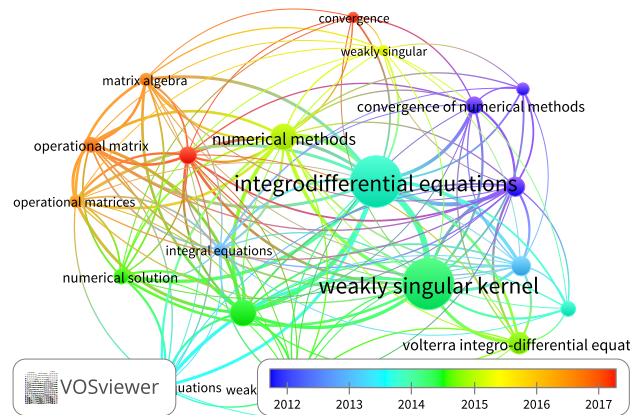 convergence
weakly singular
matrix algebra
convergence of numerical methods
numerical methods
operational matrix
integrodifferential equations
operational matrices
integral equations
numerical solution
weakly singular kernel
volterra integro-differential equat
uations weak
VOSviewer
2012 2013 2014 2015 2016 2017